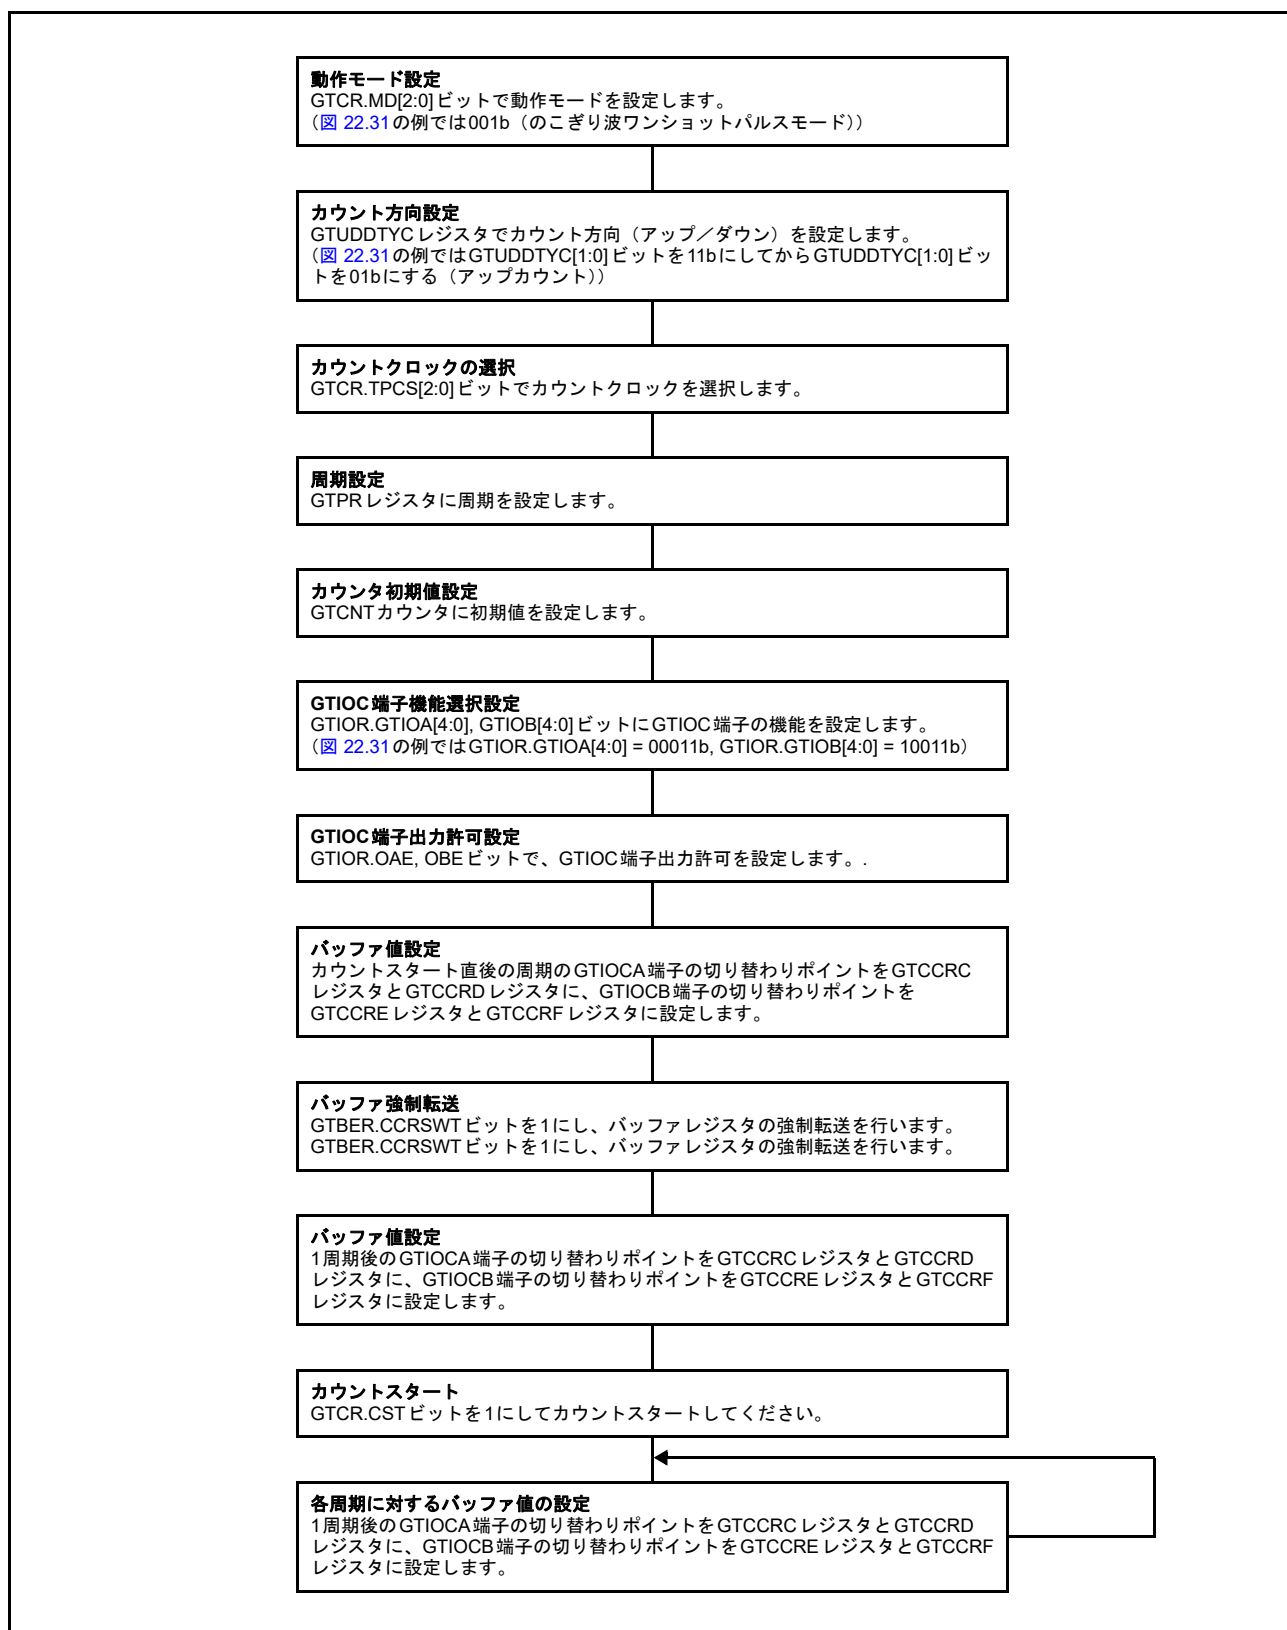 動作モード設定
GTCR.MD[2:0]ビットで動作モードを設定します。
（図 22.31の例では001b（のこぎり波ワンショットパルスモード））
カウント方向設定
GTUDDTYCレジスタでカウント方向（アップ／ダウン）を設定します。
（図 22.31の例ではGTUDDTYC[1:0]ビットを11bにしてからGTUDDTYC[1:0]ビッ
トを01bにする（アップカウント））
カウントクロックの選択
GTCR.TPCS[2:0]ビットでカウントクロックを選択します。
周期設定
GTPRレジスタに周期を設定します。
カウンタ初期値設定
GTCNTカウンタに初期値を設定します。
GTIOC端子機能選択設定
GTIOR.GTIOA[4:0], GTIOB[4:0]ビットにGTIOC端子の機能を設定します。
（図 22.31の例ではGTIOR.GTIOA[4:0] = 00011b, GTIOR.GTIOB[4:0] = 10011b）
GTIOC端子出力許可設定
GTIOR.OAE, OBEビットで、GTIOC端子出力許可を設定します。.
バッファ値設定
カウントスタート直後の周期のGTIOCA端子の切り替わりポイントをGTCCRC
レジスタとGTCCRDレジスタに、GTIOCB端子の切り替わりポイントを
GTCCREレジスタとGTCCRFレジスタに設定します。
バッファ強制転送
GTBER.CCRSWTビットを1にし、バッファレジスタの強制転送を行います。
GTBER.CCRSWTビットを1にし、バッファレジスタの強制転送を行います。
バッファ値設定
1周期後のGTIOCA端子の切り替わりポイントをGTCCRCレジスタとGTCCRD
レジスタに、GTIOCB端子の切り替わりポイントをGTCCREレジスタとGTCCRF
レジスタに設定します。
カウントスタート
GTCR.CSTビットを1にしてカウントスタートしてください。
各周期に対するバッファ値の設定
1周期後のGTIOCA端子の切り替わりポイントをGTCCRCレジスタとGTCCRD
レジスタに、GTIOCB端子の切り替わりポイントをGTCCREレジスタとGTCCRF
レジスタに設定します。